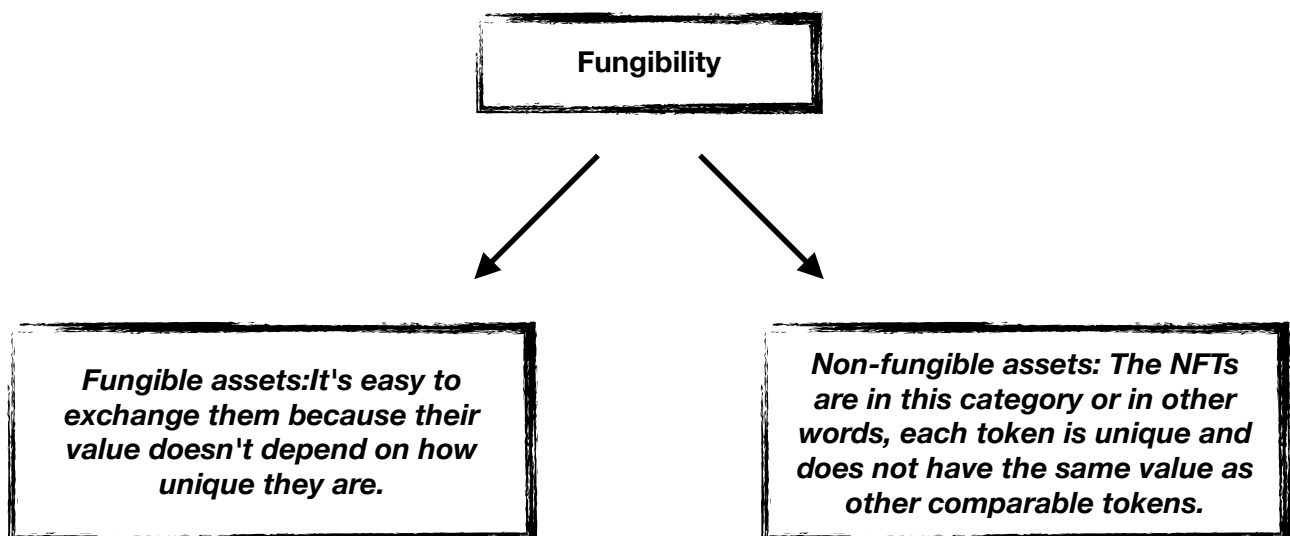 Fungibility
Fungible assets:It's easy to
exchange them because their
value doesn't depend on how
unique they are.
Non-fungible assets: The NFTs
are in this category or in other
words, each token is unique and
does not have the same value as
other comparable tokens.